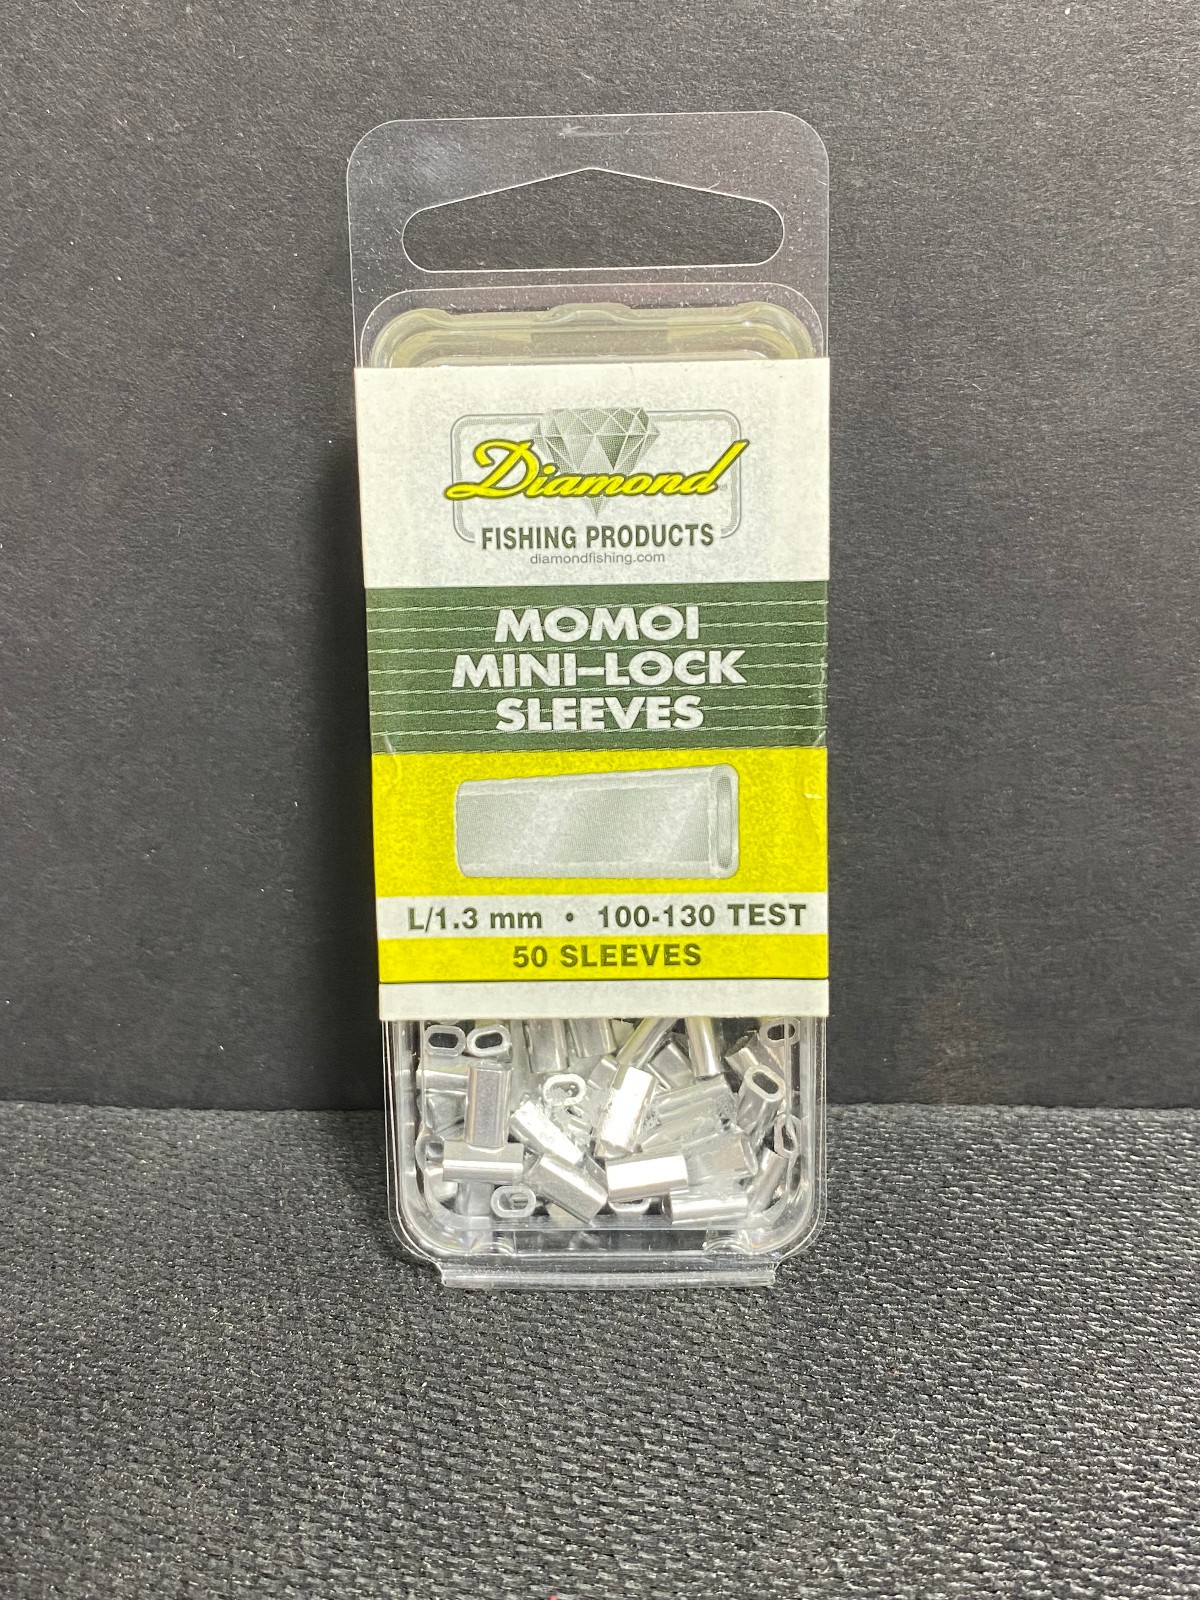 Diamond
FISHING PRODUCTS
diamondfishing.com
MOMOI
MINI-LOCK
SLEEVES
L/1.3 mm • 100-130 TEST
50 SLEEVES